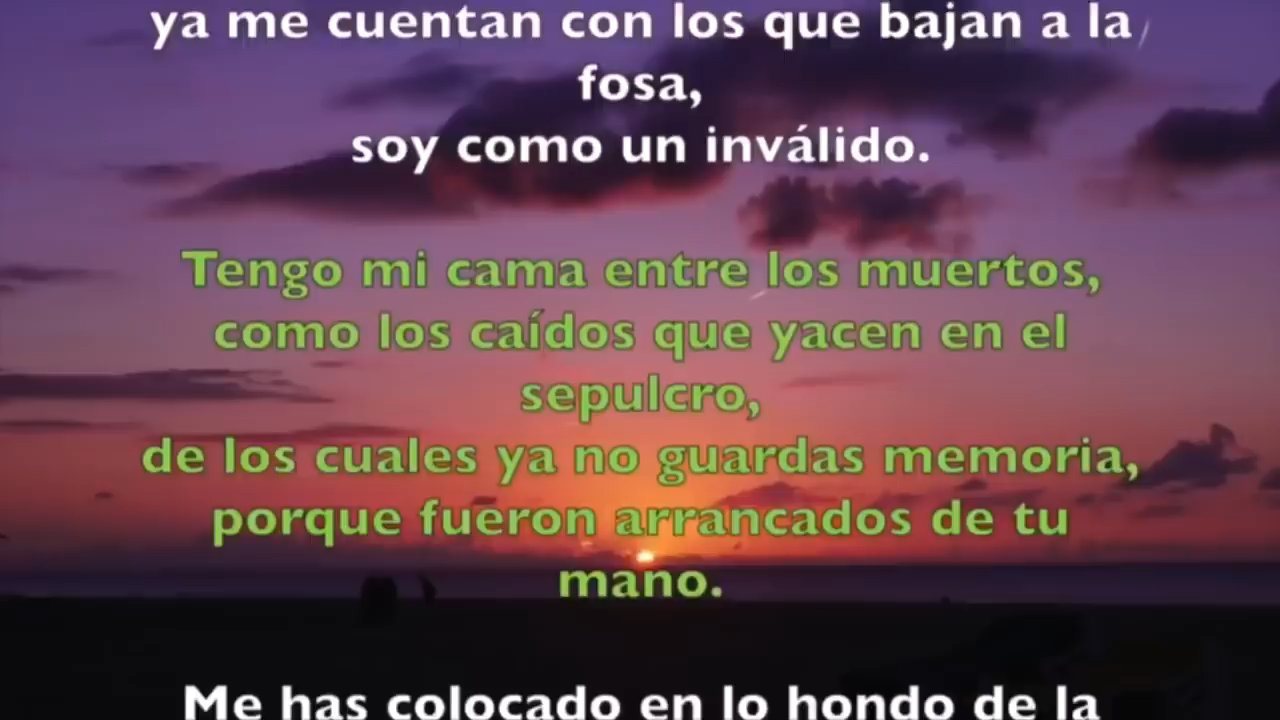 ya me cuentan con los que bajan a la
fosa,
soy como un inválido.
Tengo mi cama entre los muertos,
como los caídos que yacen en el
sepulcro,
de los cuales ya no guardas memoria,
porque fueron arrancados de tu
mano.
Me has colocado en lo hondo de la